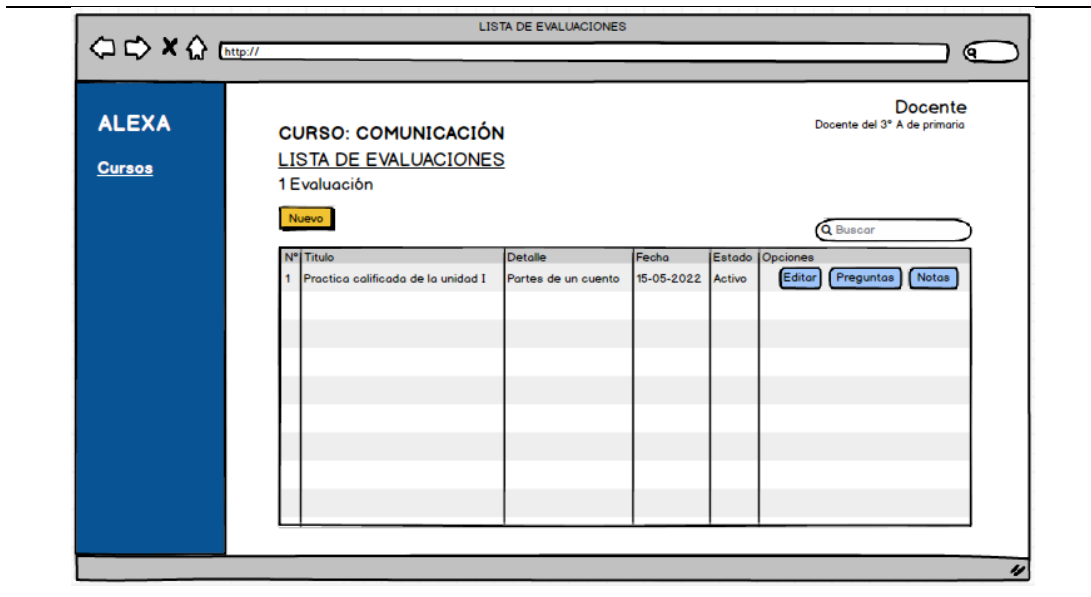 LISTA DE EVALUACIONES
http://
ALEXA
Cursos
Docente
Docente del 3° A de primaria
CURSO: COMUNICACIÓN
LISTA DE EVALUACIONES
1 Evaluación
Nuevo
Buscar
N° Titulo Detalle Fecha Estado Opciones
1 Practica calificada de la unidad I Partes de un cuento 15-05-2022 Activo Editar Preguntas Notas